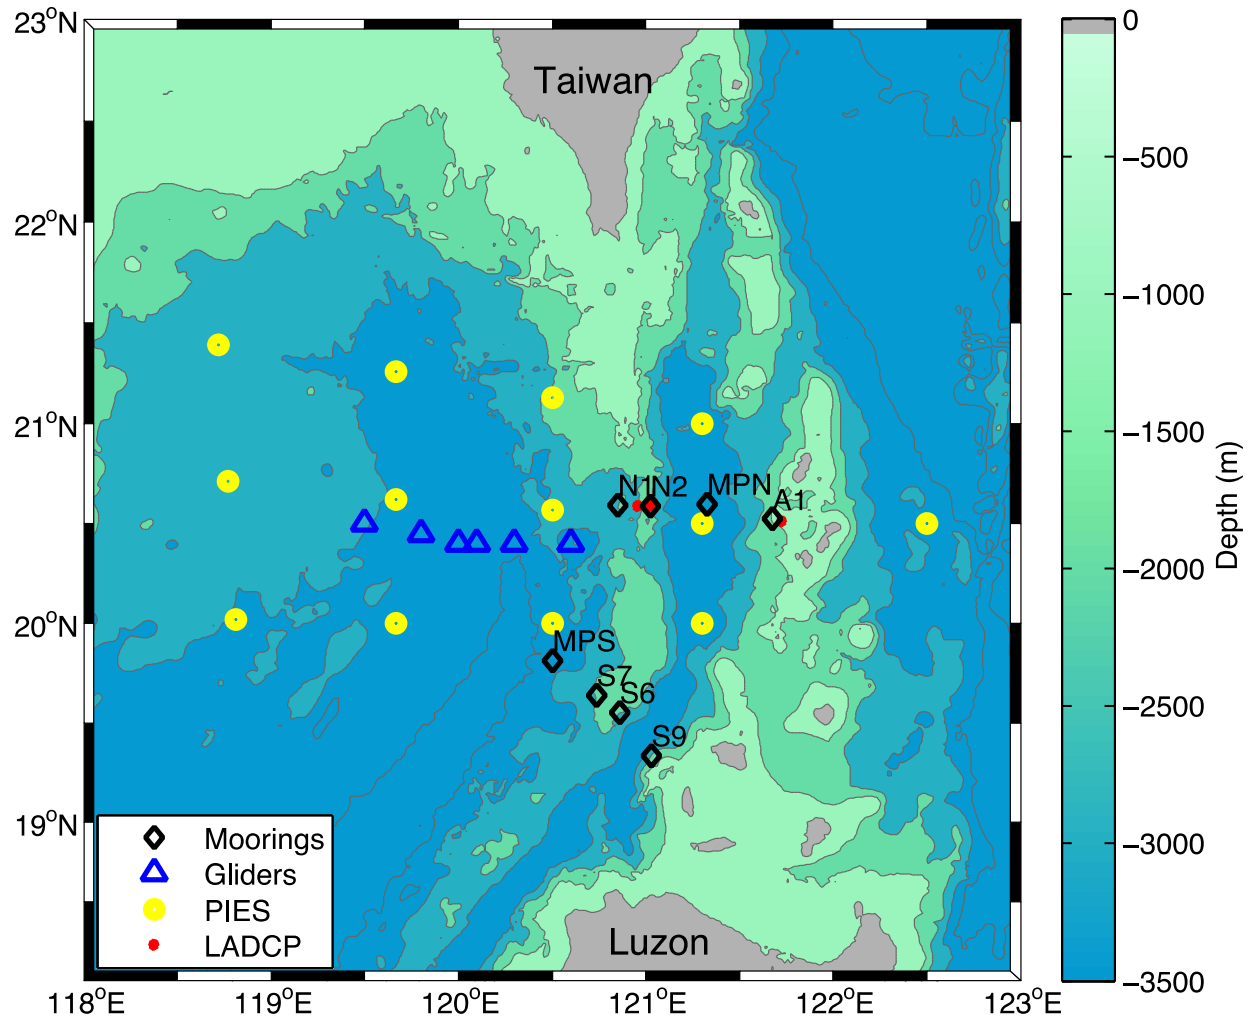 23°N
22°N
21°N
20°N
19°N
118°E
119°E
120°E
121°E
122°E
123°E
Taiwan
N1
N2
MPN
A1
MPS
S7
S6
S9
Luzon
Moorings
Gliders
PIES
LADCP
0
−500
−1000
−1500
−2000
−2500
−3000
−3500
Depth (m)